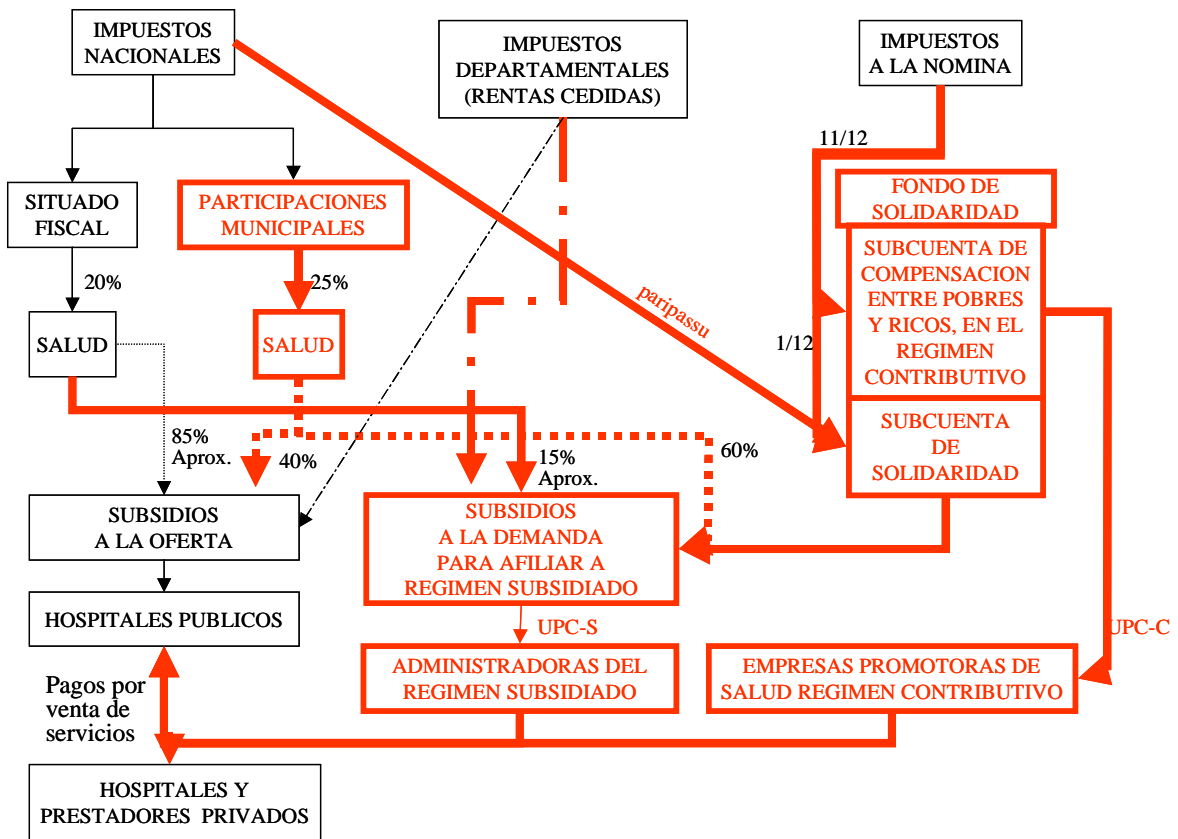 IMPUESTOS
NACIONALES
IMPUESTOS
DEPARTAMENTALES
(RENTAS CEDIDAS)
IMPUESTOS
A LA NOMINA
11/12
SITUADO
FISCAL
PARTICIPACIONES
MUNICIPALES
FONDO DE
SOLIDARIDAD
SUBCUENTA DE
COMPENSACION
ENTRE POBRES
Y RICOS, EN EL
REGIMEN
CONTRIBUTIVO
20%
25%
paripassu
1/12
SALUD
SALUD
SUBCUENTA
DE
SOLIDARIDAD
85%
Aprox.
40%
15%
Aprox.
60%
SUBSIDIOS
A LA OFERTA
SUBSIDIOS
A LA DEMANDA
PARA AFILIAR A
REGIMEN SUBSIDIADO
HOSPITALES PUBLICOS
UPC-S
UPC-C
ADMINISTRADORAS DEL
REGIMEN SUBSIDIADO
EMPRESAS PROMOTORAS DE
SALUD REGIMEN CONTRIBUTIVO
Pagos por
venta de
servicios
HOSPITALES Y
PRESTADORES PRIVADOS